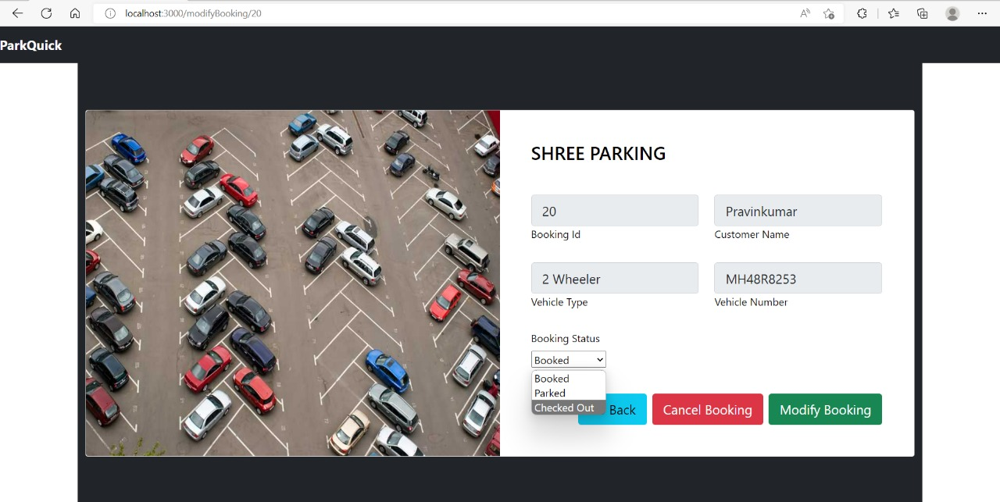 localhost:3000/modifyBooking/20
ParkQuick
SHREE PARKING
20
Pravinkumar
Booking Id
Customer Name
2 Wheeler
MH48R8253
Vehicle Type
Vehicle Number
Booking Status
Booked
Booked
Parked
Checked Out
Back
Cancel Booking
Modify Booking